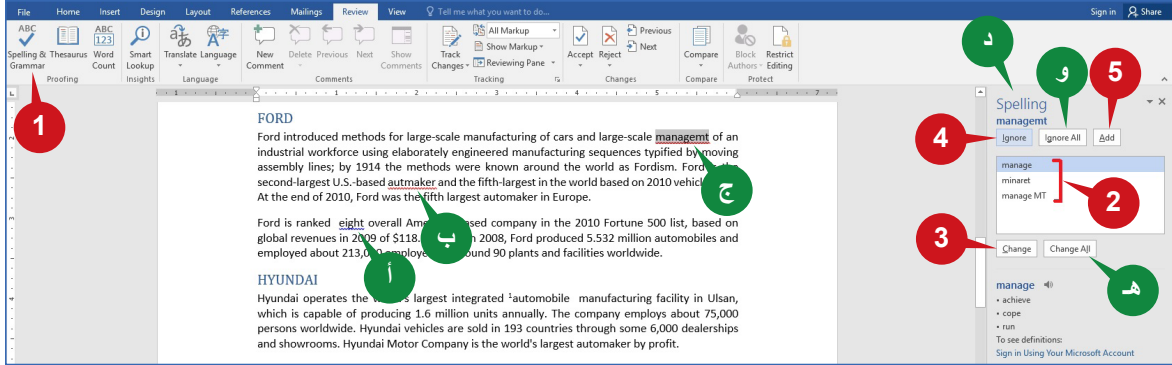 File Home Insert Design Layout References Mailings Review View Tell me what you want to do... Sign in Share
Spelling & Grammar
Thesaurus
Word Count
Proofing
Smart Lookup
Insights
Translate
Language
Language
New Comment
Delete
Previous
Next
Show Comments
Comments
Track Changes
All Markup
Show Markup
Reviewing Pane
Tracking
Accept
Reject
Previous
Next
Changes
Compare
Compare
Block Authors
Restrict Editing
Protect
1
FORD
Ford introduced methods for large-scale manufacturing of cars and large-scale managemt of an
industrial workforce using elaborately engineered manufacturing sequences typified by moving
assembly lines; by 1914 the methods were known around the world as Fordism. Ford the
second-largest U.S.-based autmaker and the fifth-largest in the world based on 2010 vehic
At the end of 2010, Ford was the fifth largest automaker in Europe.
Ford is ranked eight overall Ame ased company in the 2010 Fortune 500 list, based on
global revenues in 2009 of $118. n 2008, Ford produced 5.532 million automobiles and
employed about 213, employe und 90 plants and facilities worldwide.
HYUNDAI
Hyundai operates the largest integrated ¹automobile manufacturing facility in Ulsan,
which is capable of producing 1.6 million units annually. The company employs about 75,000
persons worldwide. Hyundai vehicles are sold in 193 countries through some 6,000 dealerships
and showrooms. Hyundai Motor Company is the world's largest automaker by profit.
أ
ب
ج
د
و
5
Spelling
managemt
4
Ignore Ignore All Add
manage
minaret
manage MT
2
3
Change Change All
هـ
manage
• achieve
• cope
• run
To see definitions:
Sign in Using Your Microsoft Account